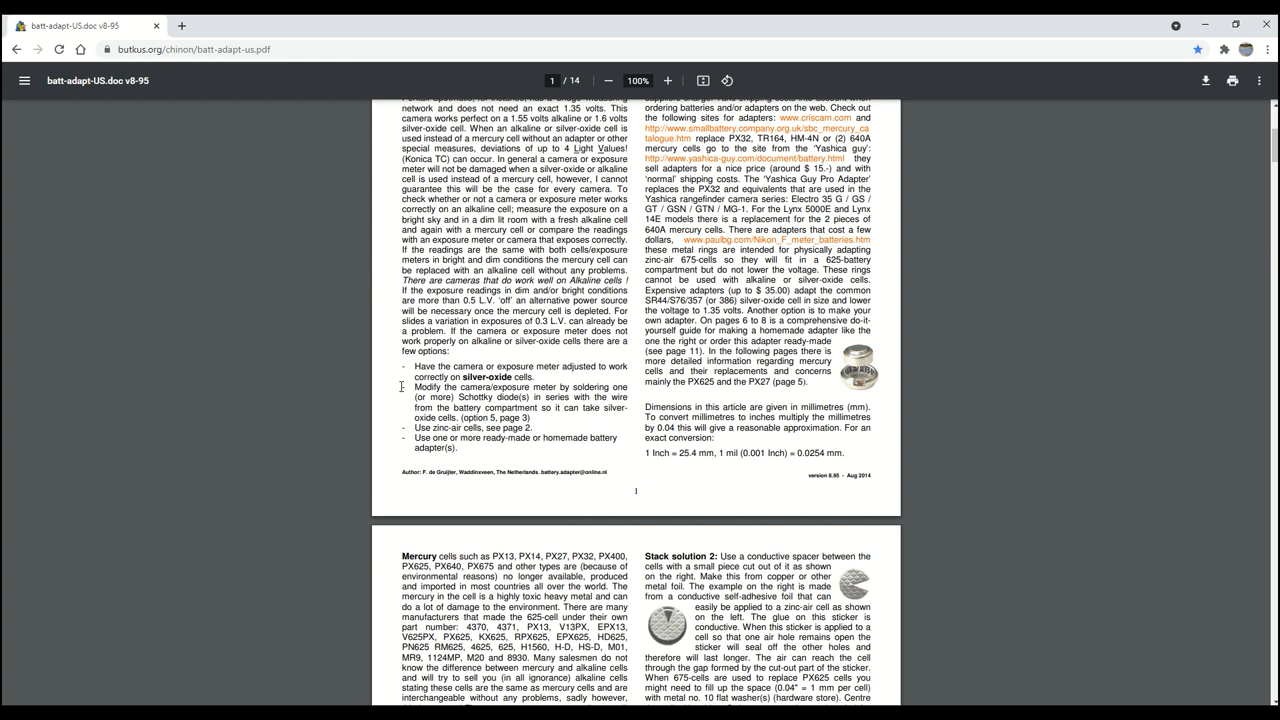 batt-adapt-US.doc v8-95
butkus.org/chinon/batt-adapt-us.pdf
batt-adapt-US.doc v8-95
1 / 14
100%
network and does not need an exact 1.35 volts. This
camera works perfect on a 1.55 volts alkaline or 1.6 volts
silver-oxide cell. When an alkaline or silver-oxide cell is
used instead of a mercury cell without an adapter or other
special measures, deviations of up to 4 Light Values!
(Konica TC) can occur. In general a camera or exposure
meter will not be damaged when a silver-oxide or alkaline
cell is used instead of a mercury cell, however, I cannot
guarantee this will be the case for every camera. To
check whether or not a camera or exposure meter works
correctly on an alkaline cell; measure the exposure on a
bright sky and in a dim lit room with a fresh alkaline cell
and again with a mercury cell or compare the readings
with an exposure meter or camera that exposes correctly.
If the readings are the same with both cells/exposure
meters in bright and dim conditions the mercury cell can
be replaced with an alkaline cell without any problems.
There are cameras that do work well on Alkaline cells !
If the exposure readings in dim and/or bright conditions
are more than 0.5 L.V. 'off' an alternative power source
will be necessary once the mercury cell is depleted. For
slides a variation in exposures of 0.3 L.V. can already be
a problem. If the camera or exposure meter does not
work properly on alkaline or silver-oxide cells there are a
few options:
- Have the camera or exposure meter adjusted to work
correctly on silver-oxide cells.
Modify the camera/exposure meter by soldering one
(or more) Schottky diode(s) in series with the wire
from the battery compartment so it can take silver-
oxide cells. (option 5, page 3)
- Use zinc-air cells, see page 2.
- Use one or more ready-made or homemade battery
adapter(s).
ordering batteries and/or adapters on the web. Check out
the following sites for adapters: www.criscam.com and
http://www.smallbattery.company.org.uk/sbc_mercury_ca
talogue.htm replace PX32, TR164, HM-4N or (2) 640A
mercury cells go to the site from the 'Yashica guy':
http://www.yashica-guy.com/document/battery.html they
sell adapters for a nice price (around $ 15.-) and with
'normal' shipping costs. The 'Yashica Guy Pro Adapter'
replaces the PX32 and equivalents that are used in the
Yashica rangefinder camera series: Electro 35 G / GS /
GT / GSN / GTN / MG-1. For the Lynx 5000E and Lynx
14E models there is a replacement for the 2 pieces of
640A mercury cells. There are adapters that cost a few
dollars, www.paulbg.com/Nikon_F_meter_batteries.htm
these metal rings are intended for physically adapting
zinc-air 675-cells so they will fit in a 625-battery
compartment but do not lower the voltage. These rings
cannot be used with alkaline or silver-oxide cells.
Expensive adapters (up to $ 35.00) adapt the common
SR44/S76/357 (or 386) silver-oxide cell in size and lower
the voltage to 1.35 volts. Another option is to make your
own adapter. On pages 6 to 8 is a comprehensive do-it-
yourself guide for making a homemade adapter like the
one the right or order this adapter ready-made
(see page 11). In the following pages there is
more detailed information regarding mercury
cells and their replacements and concerns
mainly the PX625 and the PX27 (page 5).
Dimensions in this article are given in millimetres (mm).
To convert millimetres to inches multiply the millimetres
by 0.04 this will give a reasonable approximation. For an
exact conversion:
1 Inch = 25.4 mm, 1 mil (0.001 Inch) = 0.0254 mm.
Author: F. de Gruijter, Waddinxveen, The Netherlands. battery.adapter@online.nl
version 8.95 - Aug 2014
1
Mercury cells such as PX13, PX14, PX27, PX32, PX400,
PX625, PX640, PX675 and other types are (because of
environmental reasons) no longer available, produced
and imported in most countries all over the world. The
mercury in the cell is a highly toxic heavy metal and can
do a lot of damage to the environment. There are many
manufacturers that made the 625-cell under their own
part number: 4370, 4371, PX13, V13PX, EPX13,
V625PX, PX625, KX625, RPX625, EPX625, HD625,
PN625 RM625, 4625, 625, H1560, H-D, HS-D, M01,
MR9, 1124MP, M20 and 8930. Many salesmen do not
know the difference between mercury and alkaline cells
and will try to sell you (in all ignorance) alkaline cells
stating these cells are the same as mercury cells and are
interchangeable without any problems, sadly however,
Stack solution 2: Use a conductive spacer between the
cells with a small piece cut out of it as shown
on the right. Make this from copper or other
metal foil. The example on the right is made
from a conductive self-adhesive foil that can
easily be applied to a zinc-air cell as shown
on the left. The glue on this sticker is
conductive. When this sticker is applied to a
cell so that one air hole remains open the
sticker will seal off the other holes and
therefore will last longer. The air can reach the cell
through the gap formed by the cut-out part of the sticker.
When 675-cells are used to replace PX625 cells you
might need to fill up the space (0.04" = 1 mm per cell)
with metal no. 10 flat washer(s) (hardware store). Centre